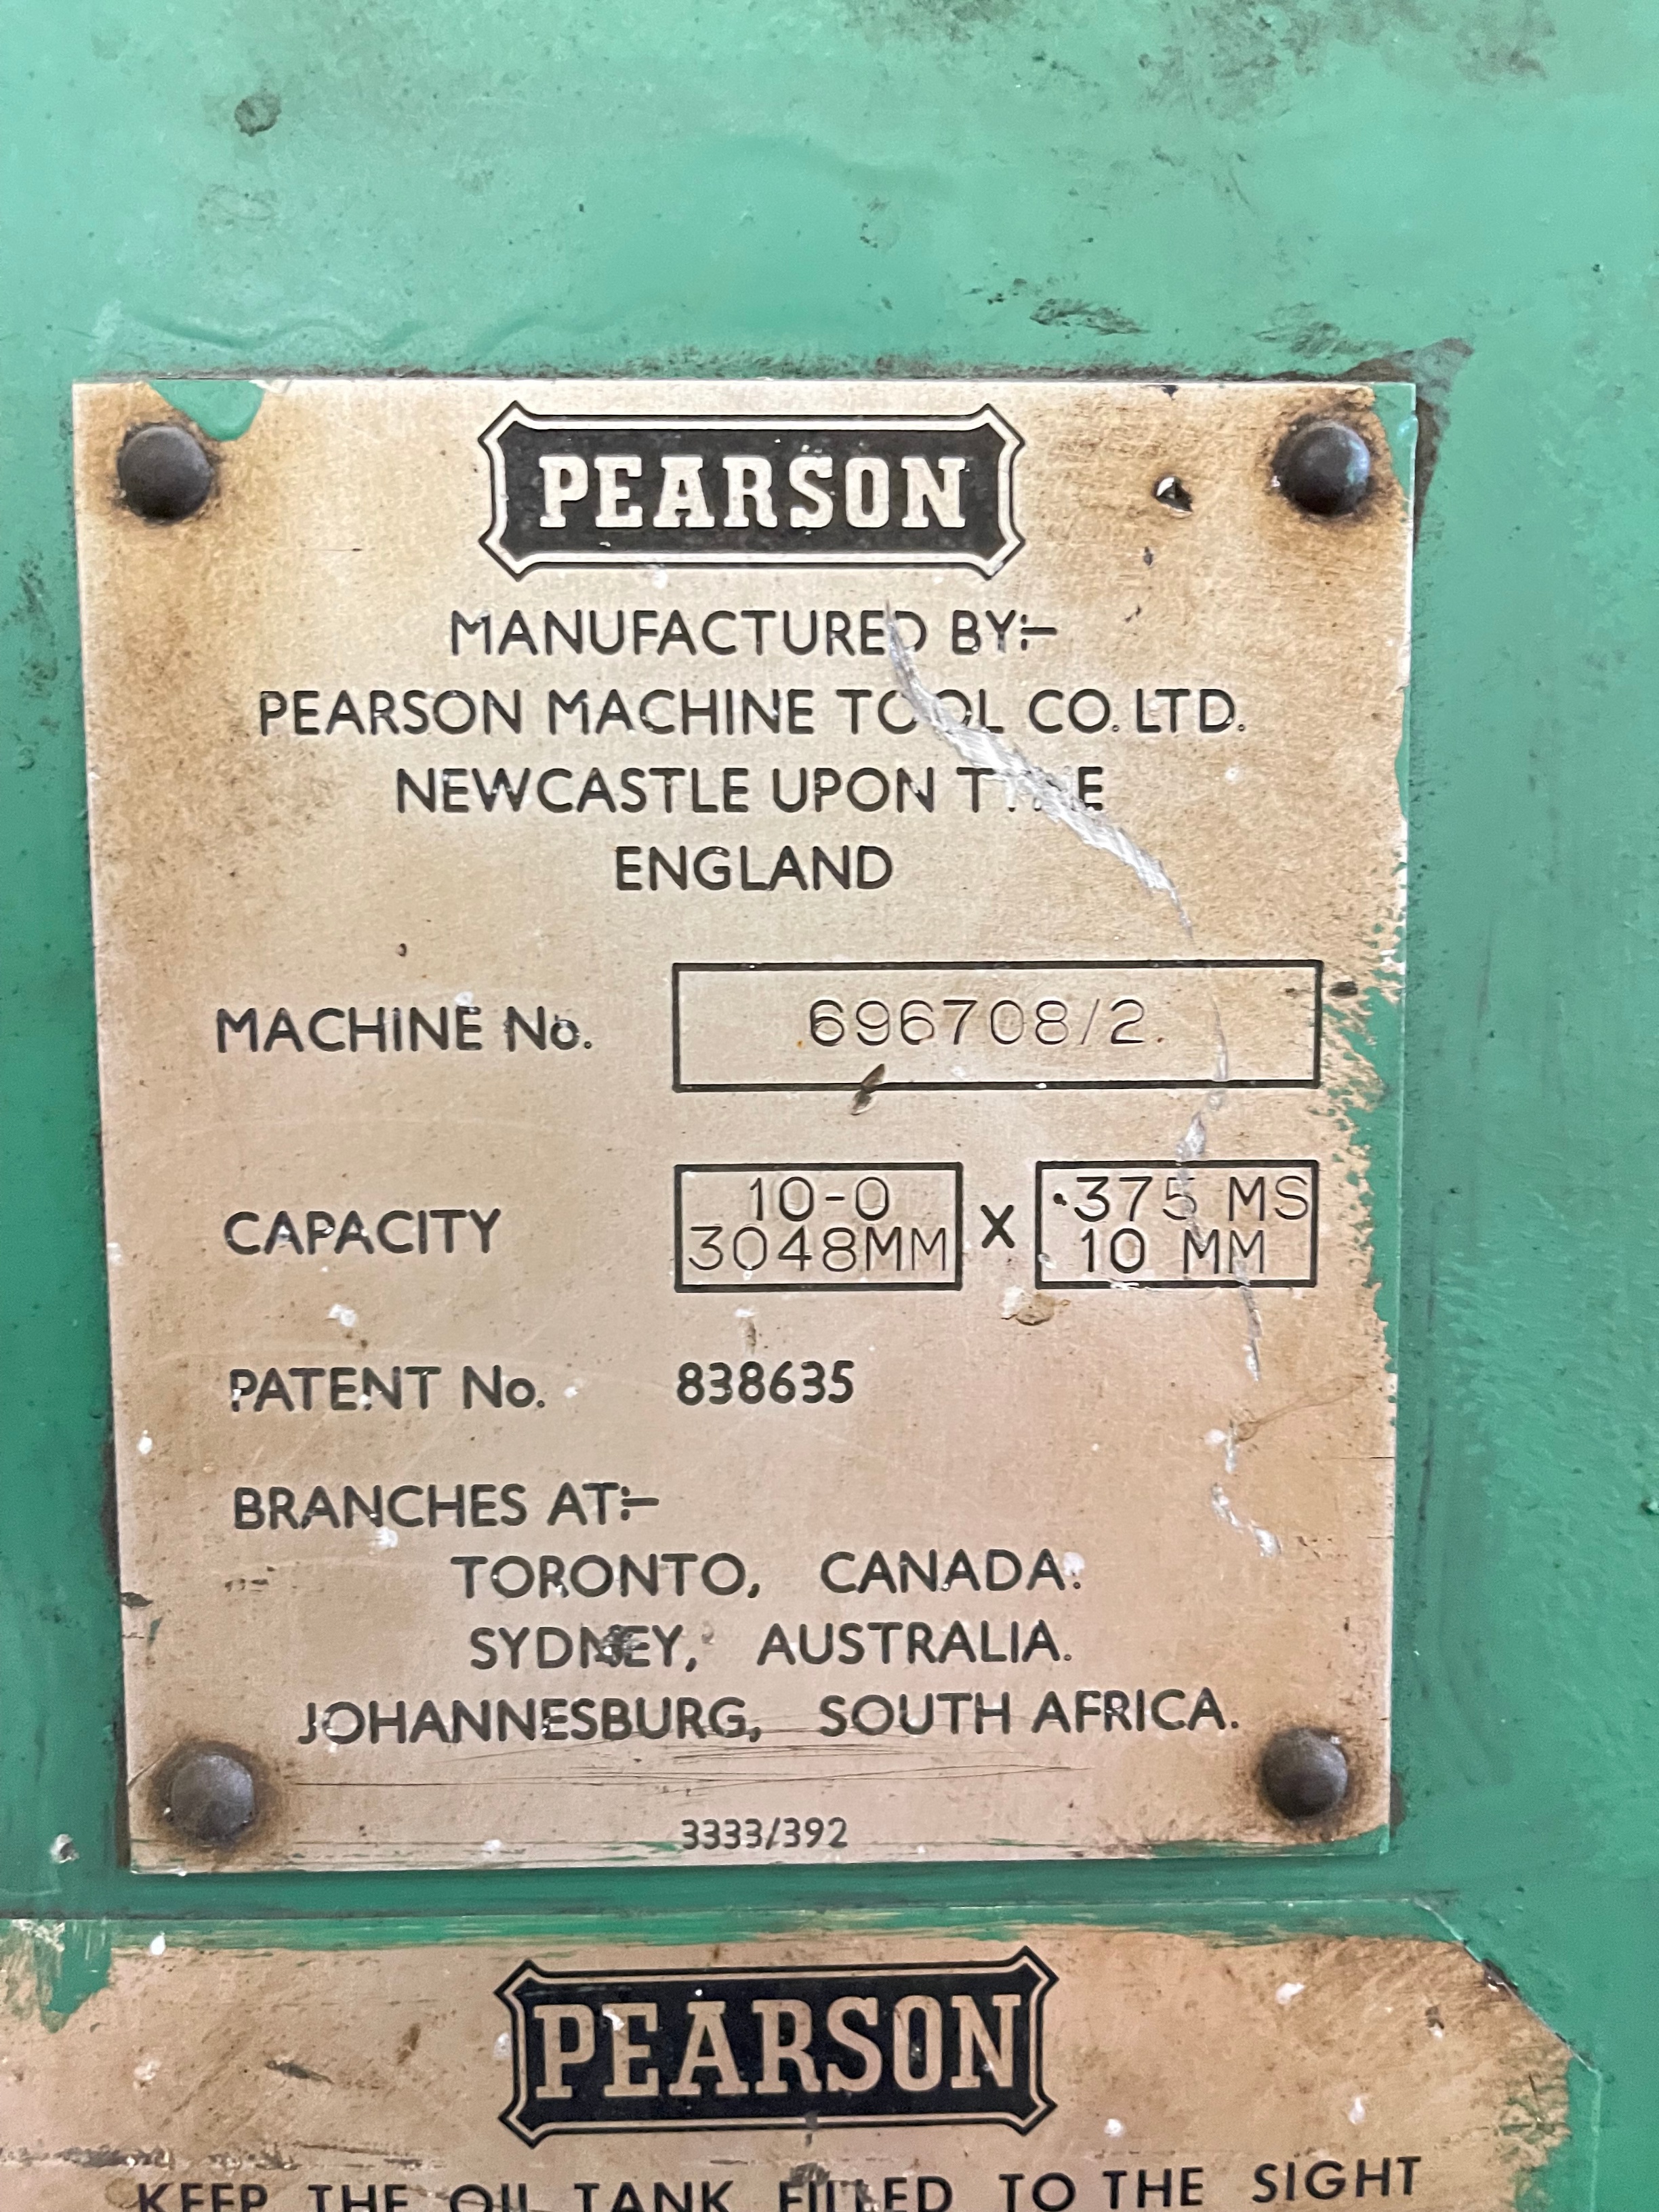 PEARSON
MANUFACTURED BY:-
PEARSON MACHINE TOOL CO. LTD.
NEWCASTLE UPON TYNE
ENGLAND
MACHINE No. 696708/2.
CAPACITY 10-0 3048MM X .375 MS 10 MM
PATENT No. 838635
BRANCHES AT:-
TORONTO, CANADA.
SYDNEY, AUSTRALIA.
JOHANNESBURG, SOUTH AFRICA.
3333/392
PEARSON
KEEP THE OIL TANK FILLED TO THE SIGHT